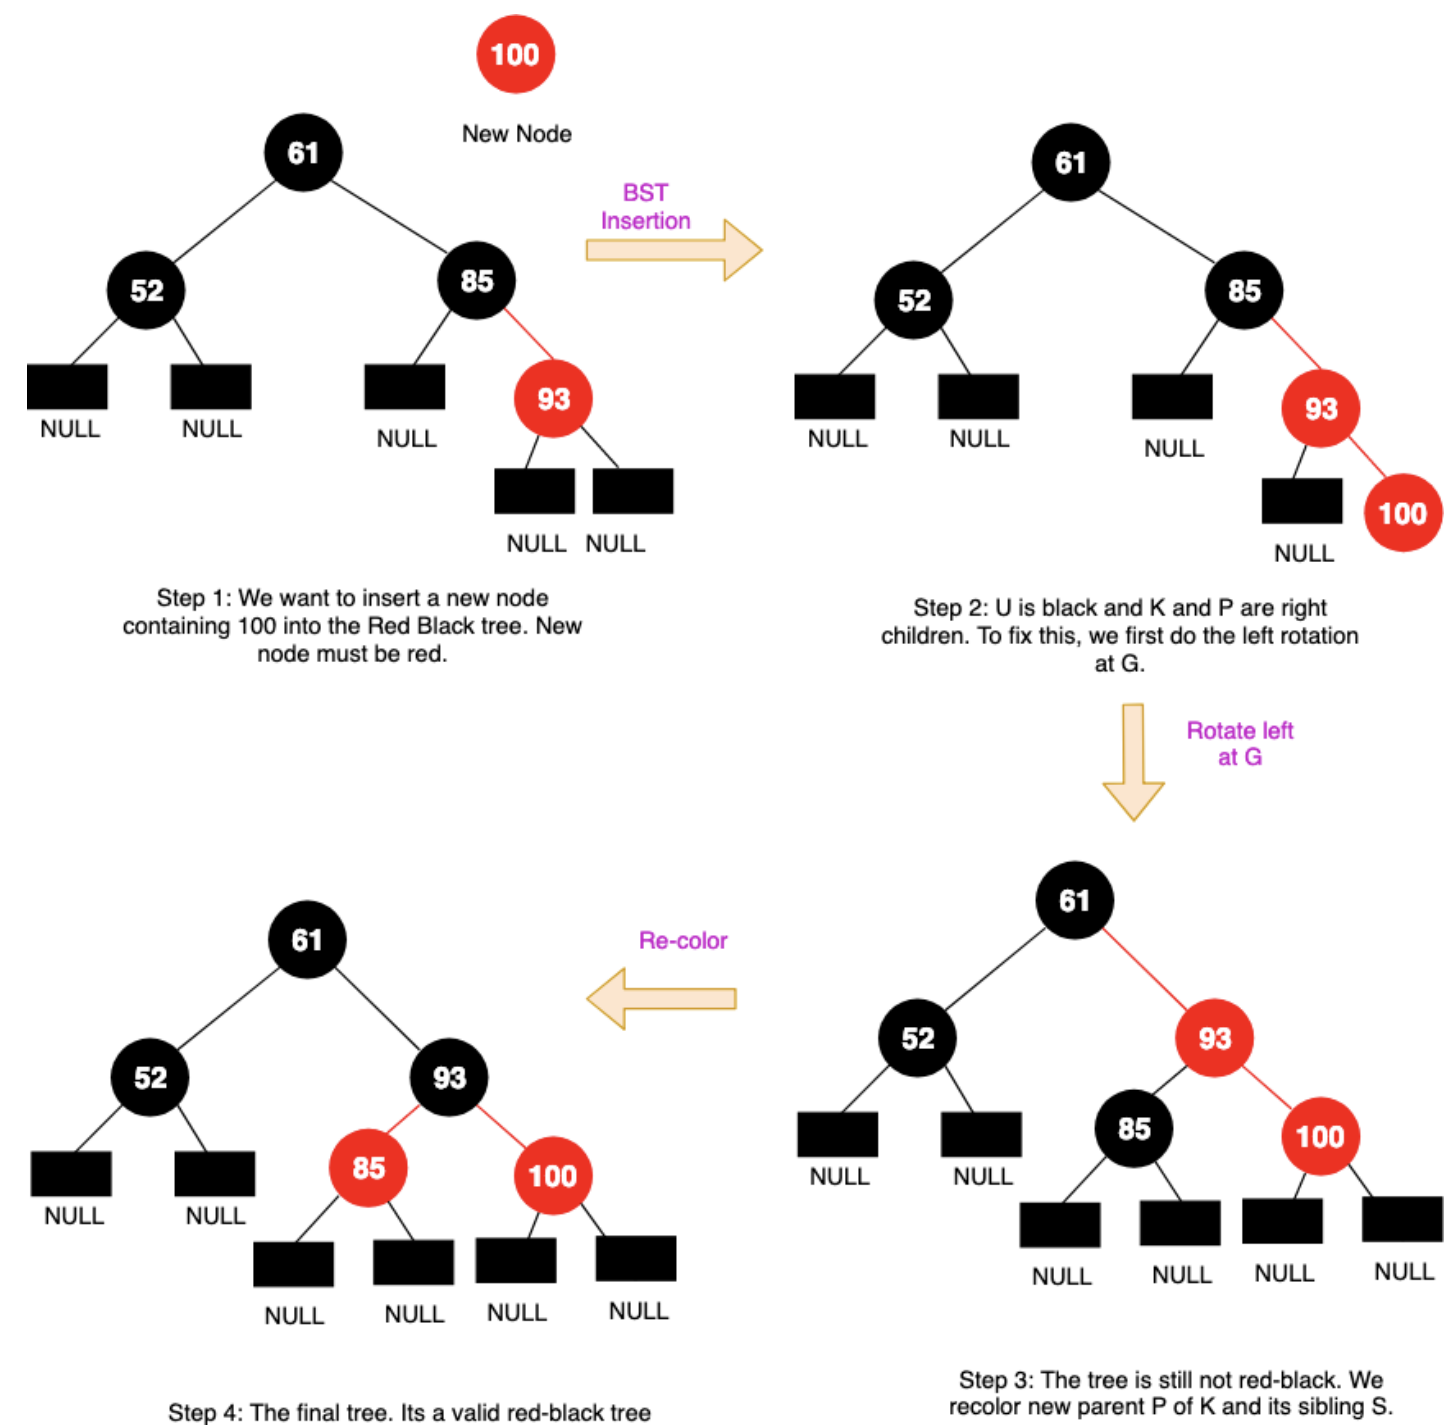 100
New Node
61
52
85
NULL
NULL
NULL
93
NULL
NULL
Step 1: We want to insert a new node
containing 100 into the Red Black tree. New
node must be red.
BST
Insertion
61
52
85
NULL
NULL
NULL
93
NULL
100
Step 2: U is black and K and P are right
children. To fix this, we first do the left rotation
at G.
Rotate left
at G
61
52
93
NULL
NULL
85
100
NULL
NULL
NULL
NULL
Step 3: The tree is still not red-black. We
recolor new parent P of K and its sibling S.
Re-color
61
52
93
NULL
NULL
85
100
NULL
NULL
NULL
NULL
Step 4: The final tree. Its a valid red-black tree